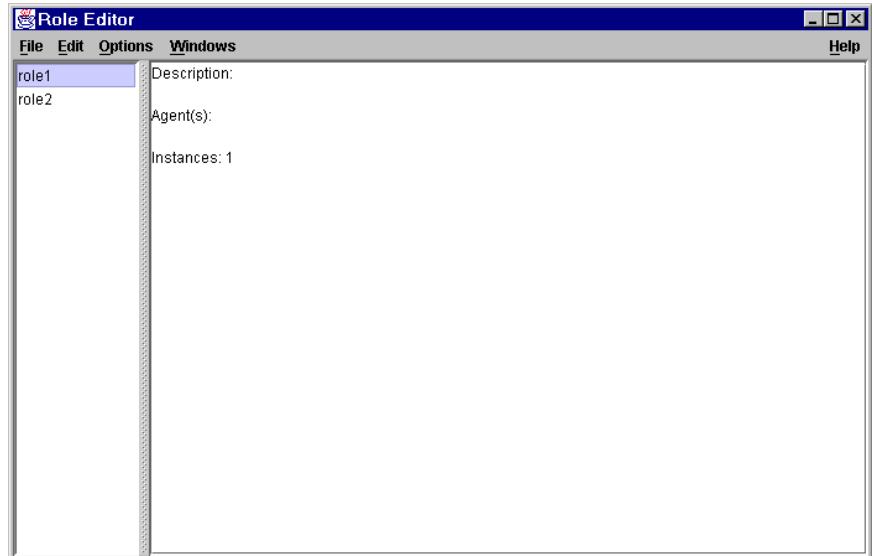 Role Editor
File Edit Options Windows Help
role1
role2
Description:
Agent(s):
Instances: 1